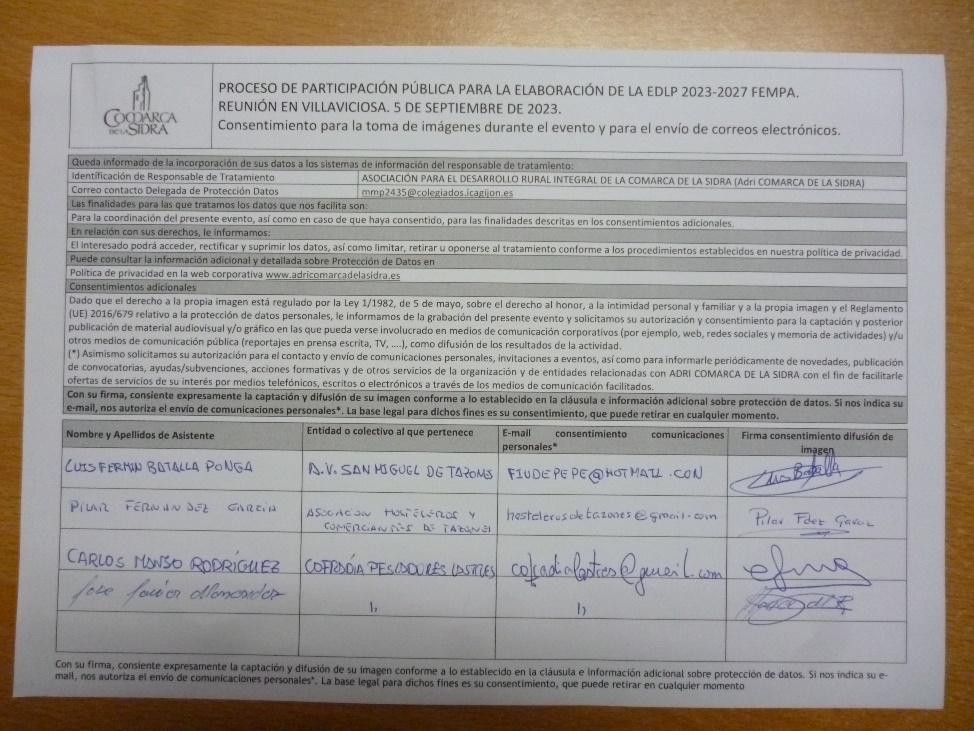 COMARCA
DE LA SIDRA
PROCESO DE PARTICIPACIÓN PÚBLICA PARA LA ELABORACIÓN DE LA EDLP 2023-2027 FEMPA.
REUNIÓN EN VILLAVICIOSA. 5 DE SEPTIEMBRE DE 2023.
Consentimiento para la toma de imágenes durante el evento y para el envío de correos electrónicos.
Queda informado de la incorporación de sus datos a los sistemas de información del responsable de tratamiento:
Identificación de Responsable de Tratamiento ASOCIACIÓN PARA EL DESARROLLO RURAL INTEGRAL DE LA COMARCA DE LA SIDRA (Adri COMARCA DE LA SIDRA)
Correo contacto Delegada de Protección Datos mmp2435@colegiados.icagijon.es
Las finalidades para las que tratamos los datos que nos facilita son:
Para la coordinación del presente evento, así como en caso de que haya consentido, para las finalidades descritas en los consentimientos adicionales.
En relación con sus derechos, le informamos:
El interesado podrá acceder, rectificar y suprimir los datos, así como limitar, retirar u oponerse al tratamiento conforme a los procedimientos establecidos en nuestra política de privacidad.
Puede consultar la información adicional y detallada sobre Protección de Datos en
Política de privacidad en la web corporativa www.adricomarcadelasidra.es
Consentimientos adicionales
Dado que el derecho a la propia imagen está regulado por la Ley 1/1982, de 5 de mayo, sobre el derecho al honor, a la intimidad personal y familiar y a la propia imagen y el Reglamento
(UE) 2016/679 relativo a la protección de datos personales, le informamos de la grabación del presente evento y solicitamos su autorización y consentimiento para la captación y posterior
publicación de material audiovisual y/o gráfico en las que pueda verse involucrado en medios de comunicación corporativos (por ejemplo, web, redes sociales y memoria de actividades) y/u
otros medios de comunicación pública (reportajes en prensa escrita, TV, ....), como difusión de los resultados de la actividad.
(*) Asimismo solicitamos su autorización para el contacto y envío de comunicaciones personales, invitaciones a eventos, así como para informarle periódicamente de novedades, publicación
de convocatorias, ayudas/subvenciones, acciones formativas y de otros servicios de la organización y de entidades relacionadas con ADRI COMARCA DE LA SIDRA con el fin de facilitarle
ofertas de servicios de su interés por medios telefónicos, escritos o electrónicos a través de los medios de comunicación facilitados.
Con su firma, consiente expresamente la captación y difusión de su imagen conforme a lo establecido en la cláusula e información adicional sobre protección de datos. Si nos indica su
e-mail, nos autoriza el envío de comunicaciones personales*. La base legal para dichos fines es su consentimiento, que puede retirar en cualquier momento.
Nombre y Apellidos de Asistente
Entidad o colectivo al que pertenece
E-mail consentimiento comunicaciones
personales*
Firma consentimiento difusión de
imagen
LUIS FERMIN BATALLA PONGA
A.V. SAN MIGUEL DE TAZONES
FIUDEPEPE@HOTMAIL.CON
Luis Batalla
PILAR FERNANDEZ GARCIA
ASOCIACION HOSTELEROS Y
COMERCIANTES DE TAZONES
hostelerosdetazones@gmail.com
Pilar Fdez Garcia
CARLOS MONSO RODRÍGUEZ
COFRADIA PESCADORES LASTRES
cofradialastres@gmail.com
Jose Javier
Con su firma, consiente expresamente la captación y difusión de su imagen conforme a lo establecido en la cláusula e información adicional sobre protección de datos. Si nos indica su e-
mail, nos autoriza el envío de comunicaciones personales*. La base legal para dichos fines es su consentimiento, que puede retirar en cualquier momento